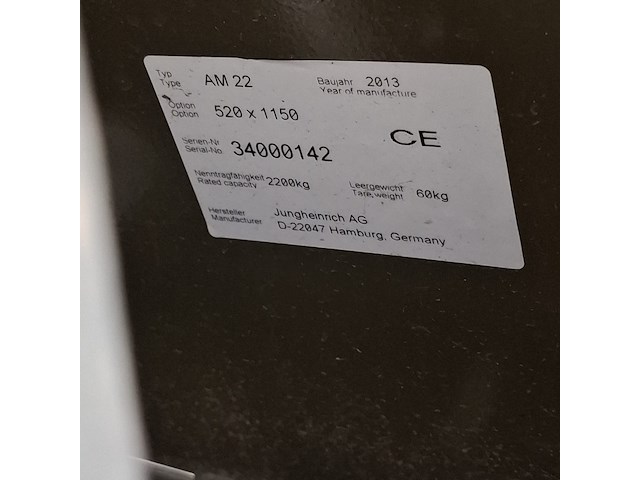 Typ
Type AM 22 Baujahr 2013
Year of manufacture
Option
Option 520 x 1150
CE
Serien-Nr
Serial-No. 34000142
Nenntragfähigkeit
Rated capacity 2200kg Leergewicht
Tare weight 60kg
Hersteller
Manufacturer Jungheinrich AG
D-22047 Hamburg, Germany